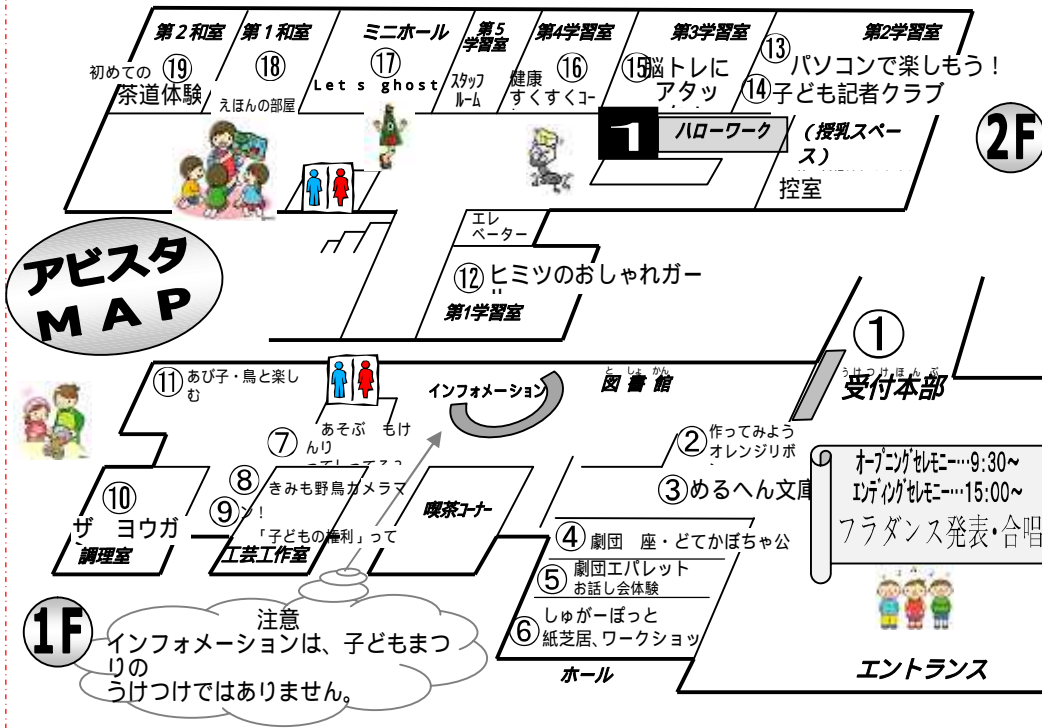 第２和室
第１和室
ミニホール
第５
学習室
第4学習室
第3学習室
第2学習室
⑲
初めての
茶道体験
⑱
えほんの部屋
⑰
Let s ghost
スタッフ
ルーム
⑯
健康
すくすくコー
⑮脳トレに
アタッ
⑬
パソコンで楽しもう！
⑭子ども記者クラブ
1
ハローワーク
（授乳スペー
ス）
控室
2F
エレ
ベーター
アビスタ
ＭＡＰ
⑫ヒミツのおしゃれガー
第1学習室
①
うけつけほんぶ
受付本部
⑪あび子・鳥と楽し
む
インフォメーション
と しょ かん
図 書 館
⑦
あそぶ　もけ
んり
②作ってみよう
オレンジリボ
③めるへん文庫
オープニングセレモニー…9:30～
エンディングセレモニー…15:00～
フラダンス発表・合唱
⑩
ザ　ヨウガ
調理室
⑧きみも野鳥カメラマ
ン！
⑨
「子どもの権利」って
工芸工作室
喫茶コーナー
④劇団　座・どてかぼちゃ公
⑤劇団エパレット
お話し会体験
⑥しゅがーぽっと
紙芝居、ワークショッ
ホール
エントランス
1F
注意
インフォメーションは、子どもまつ
りの
うけつけではありません。